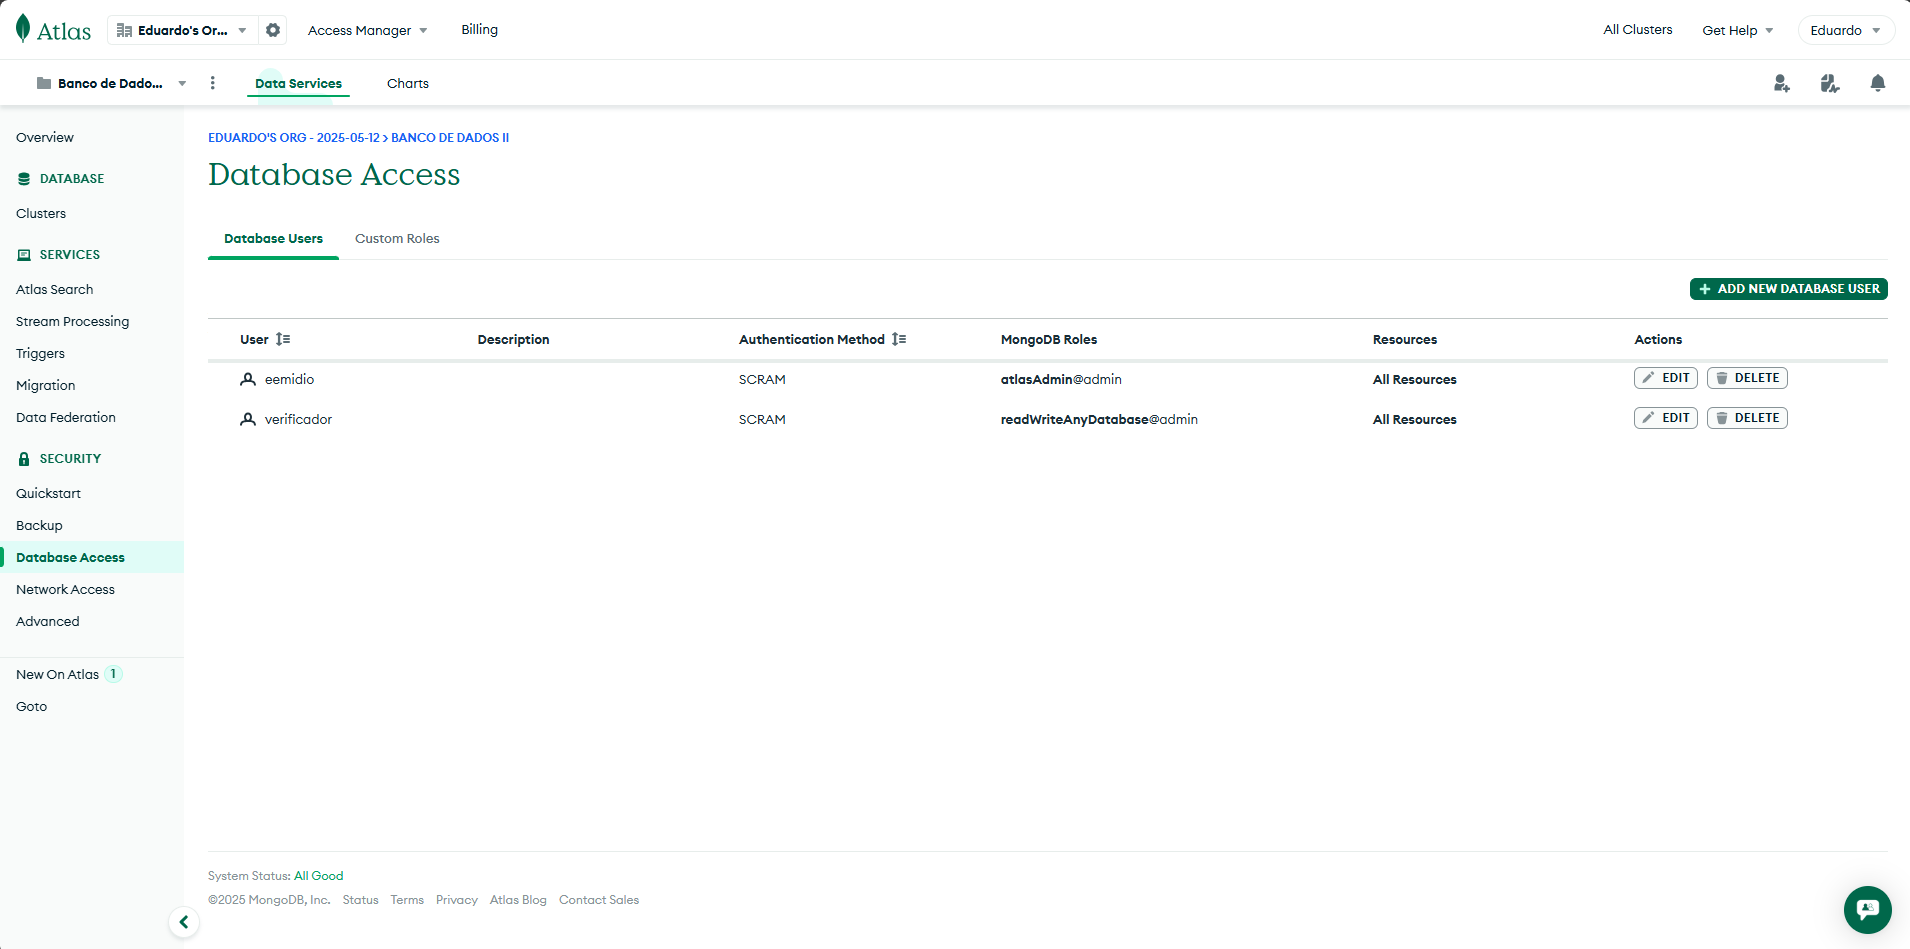 Atlas
Eduardo's Or...
Access Manager
Billing
All Clusters
Get Help
Eduardo
Banco de Dado...
Data Services
Charts
Overview
DATABASE
Clusters
SERVICES
Atlas Search
Stream Processing
Triggers
Migration
Data Federation
SECURITY
Quickstart
Backup
Database Access
Network Access
Advanced
New On Atlas 1
Goto
EDUARDO'S ORG - 2025-05-12 > BANCO DE DADOS II
Database Access
Database Users
Custom Roles
+ ADD NEW DATABASE USER
User Description Authentication Method MongoDB Roles Resources Actions
eemidio SCRAM atlasAdmin@admin All Resources EDIT DELETE
verificador SCRAM readWriteAnyDatabase@admin All Resources EDIT DELETE
System Status: All Good
©2025 MongoDB, Inc. Status Terms Privacy Atlas Blog Contact Sales